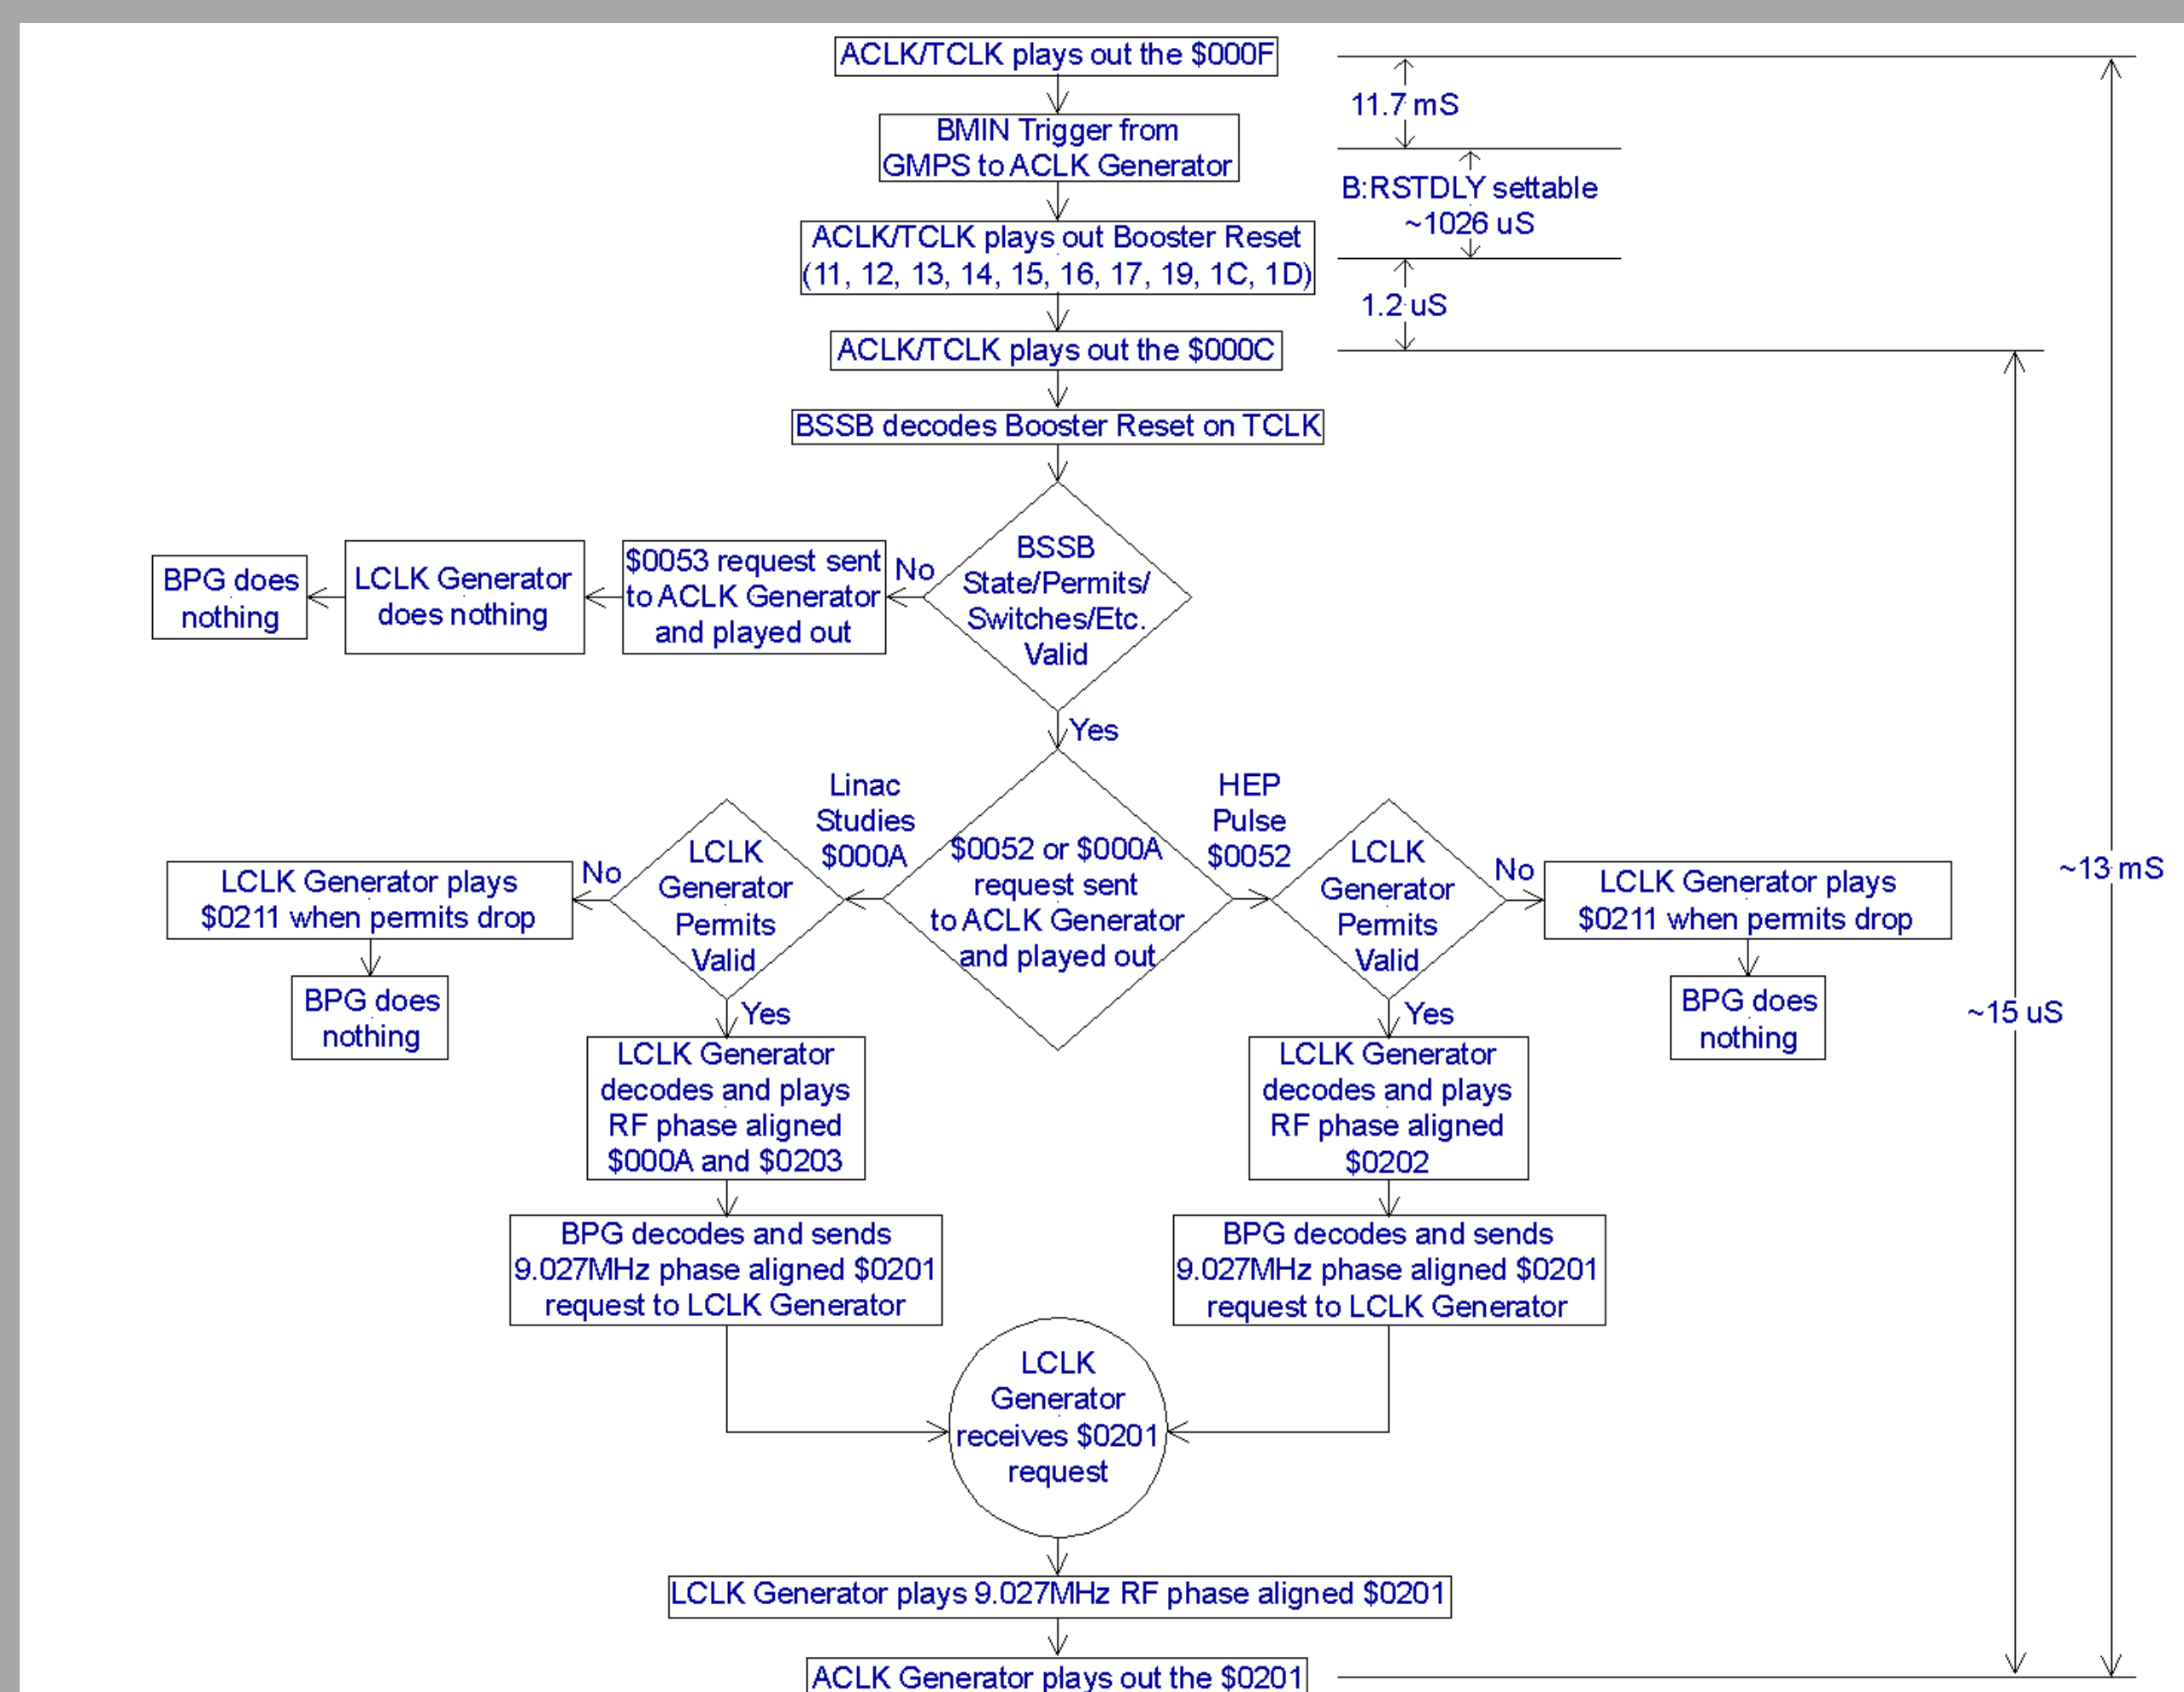 ACLK/TCLK plays out the $000F
11.7 mS
BMIN Trigger from
GMPS to ACLK Generator
B:RSTDLY settable
~1026 uS
ACLK/TCLK plays out Booster Reset
(11, 12, 13, 14, 15, 16, 17, 19, 1C, 1D)
1.2 uS
ACLK/TCLK plays out the $000C
BSSB decodes Booster Reset on TCLK
BSSB
State/Permits/
Switches/Etc.
Valid
No
$0053 request sent
to ACLK Generator
and played out
LCLK Generator
does nothing
BPG does
nothing
Yes
$0052 or $000A
request sent
to ACLK Generator
and played out
Linac
Studies
$000A
LCLK
Generator
Permits
Valid
No
LCLK Generator plays
$0211 when permits drop
BPG does
nothing
Yes
LCLK Generator
decodes and plays
RF phase aligned
$000A and $0203
BPG decodes and sends
9.027MHz phase aligned $0201
request to LCLK Generator
HEP
Pulse
$0052
LCLK
Generator
Permits
Valid
No
LCLK Generator plays
$0211 when permits drop
BPG does
nothing
Yes
LCLK Generator
decodes and plays
RF phase aligned
$0202
BPG decodes and sends
9.027MHz phase aligned $0201
request to LCLK Generator
~13 mS
~15 uS
LCLK
Generator
receives $0201
request
LCLK Generator plays 9.027MHz RF phase aligned $0201
ACLK Generator plays out the $0201